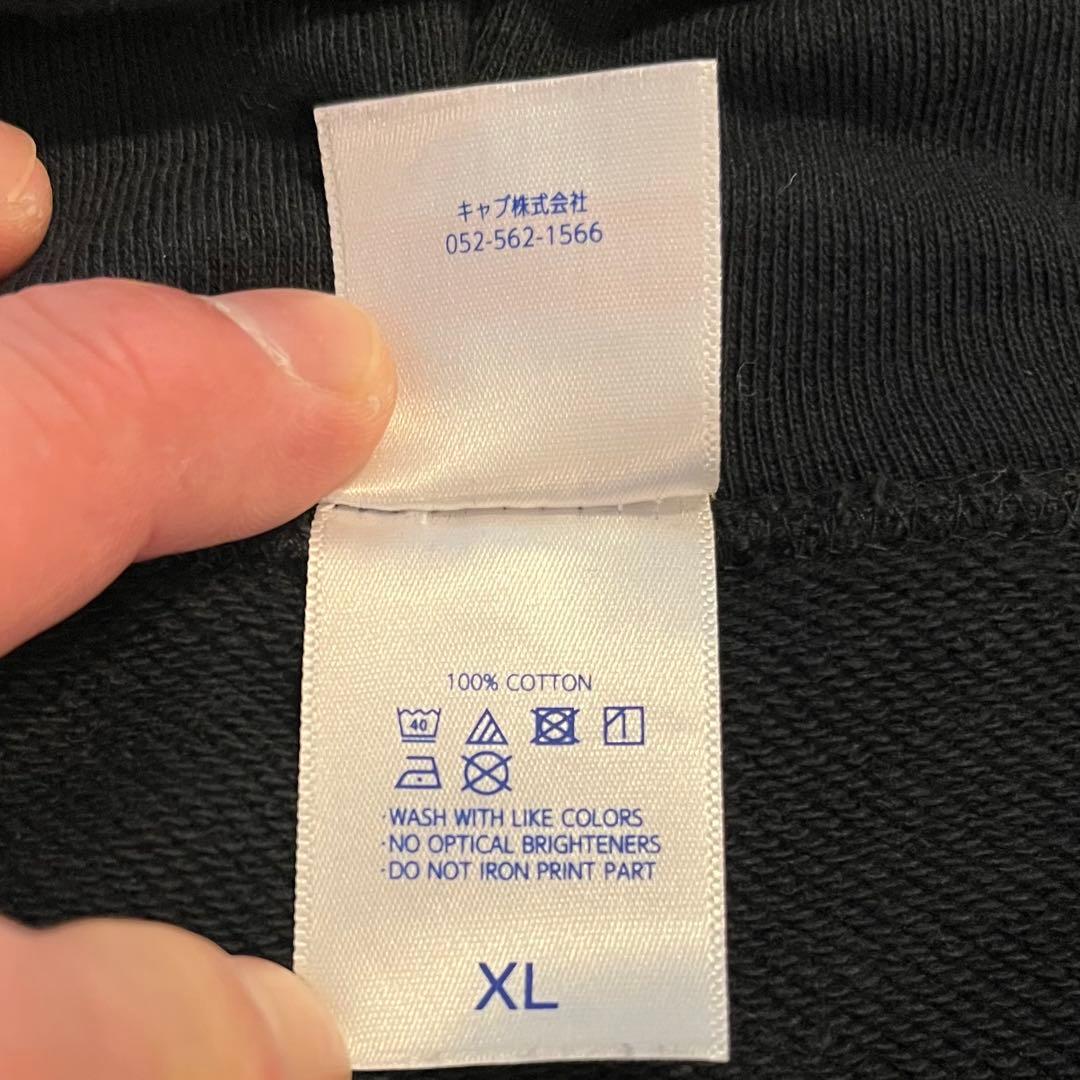 キャブ株式会社
052-562-1566
100% COTTON
40
·WASH WITH LIKE COLORS
·NO OPTICAL BRIGHTENERS
·DO NOT IRON PRINT PART
XL